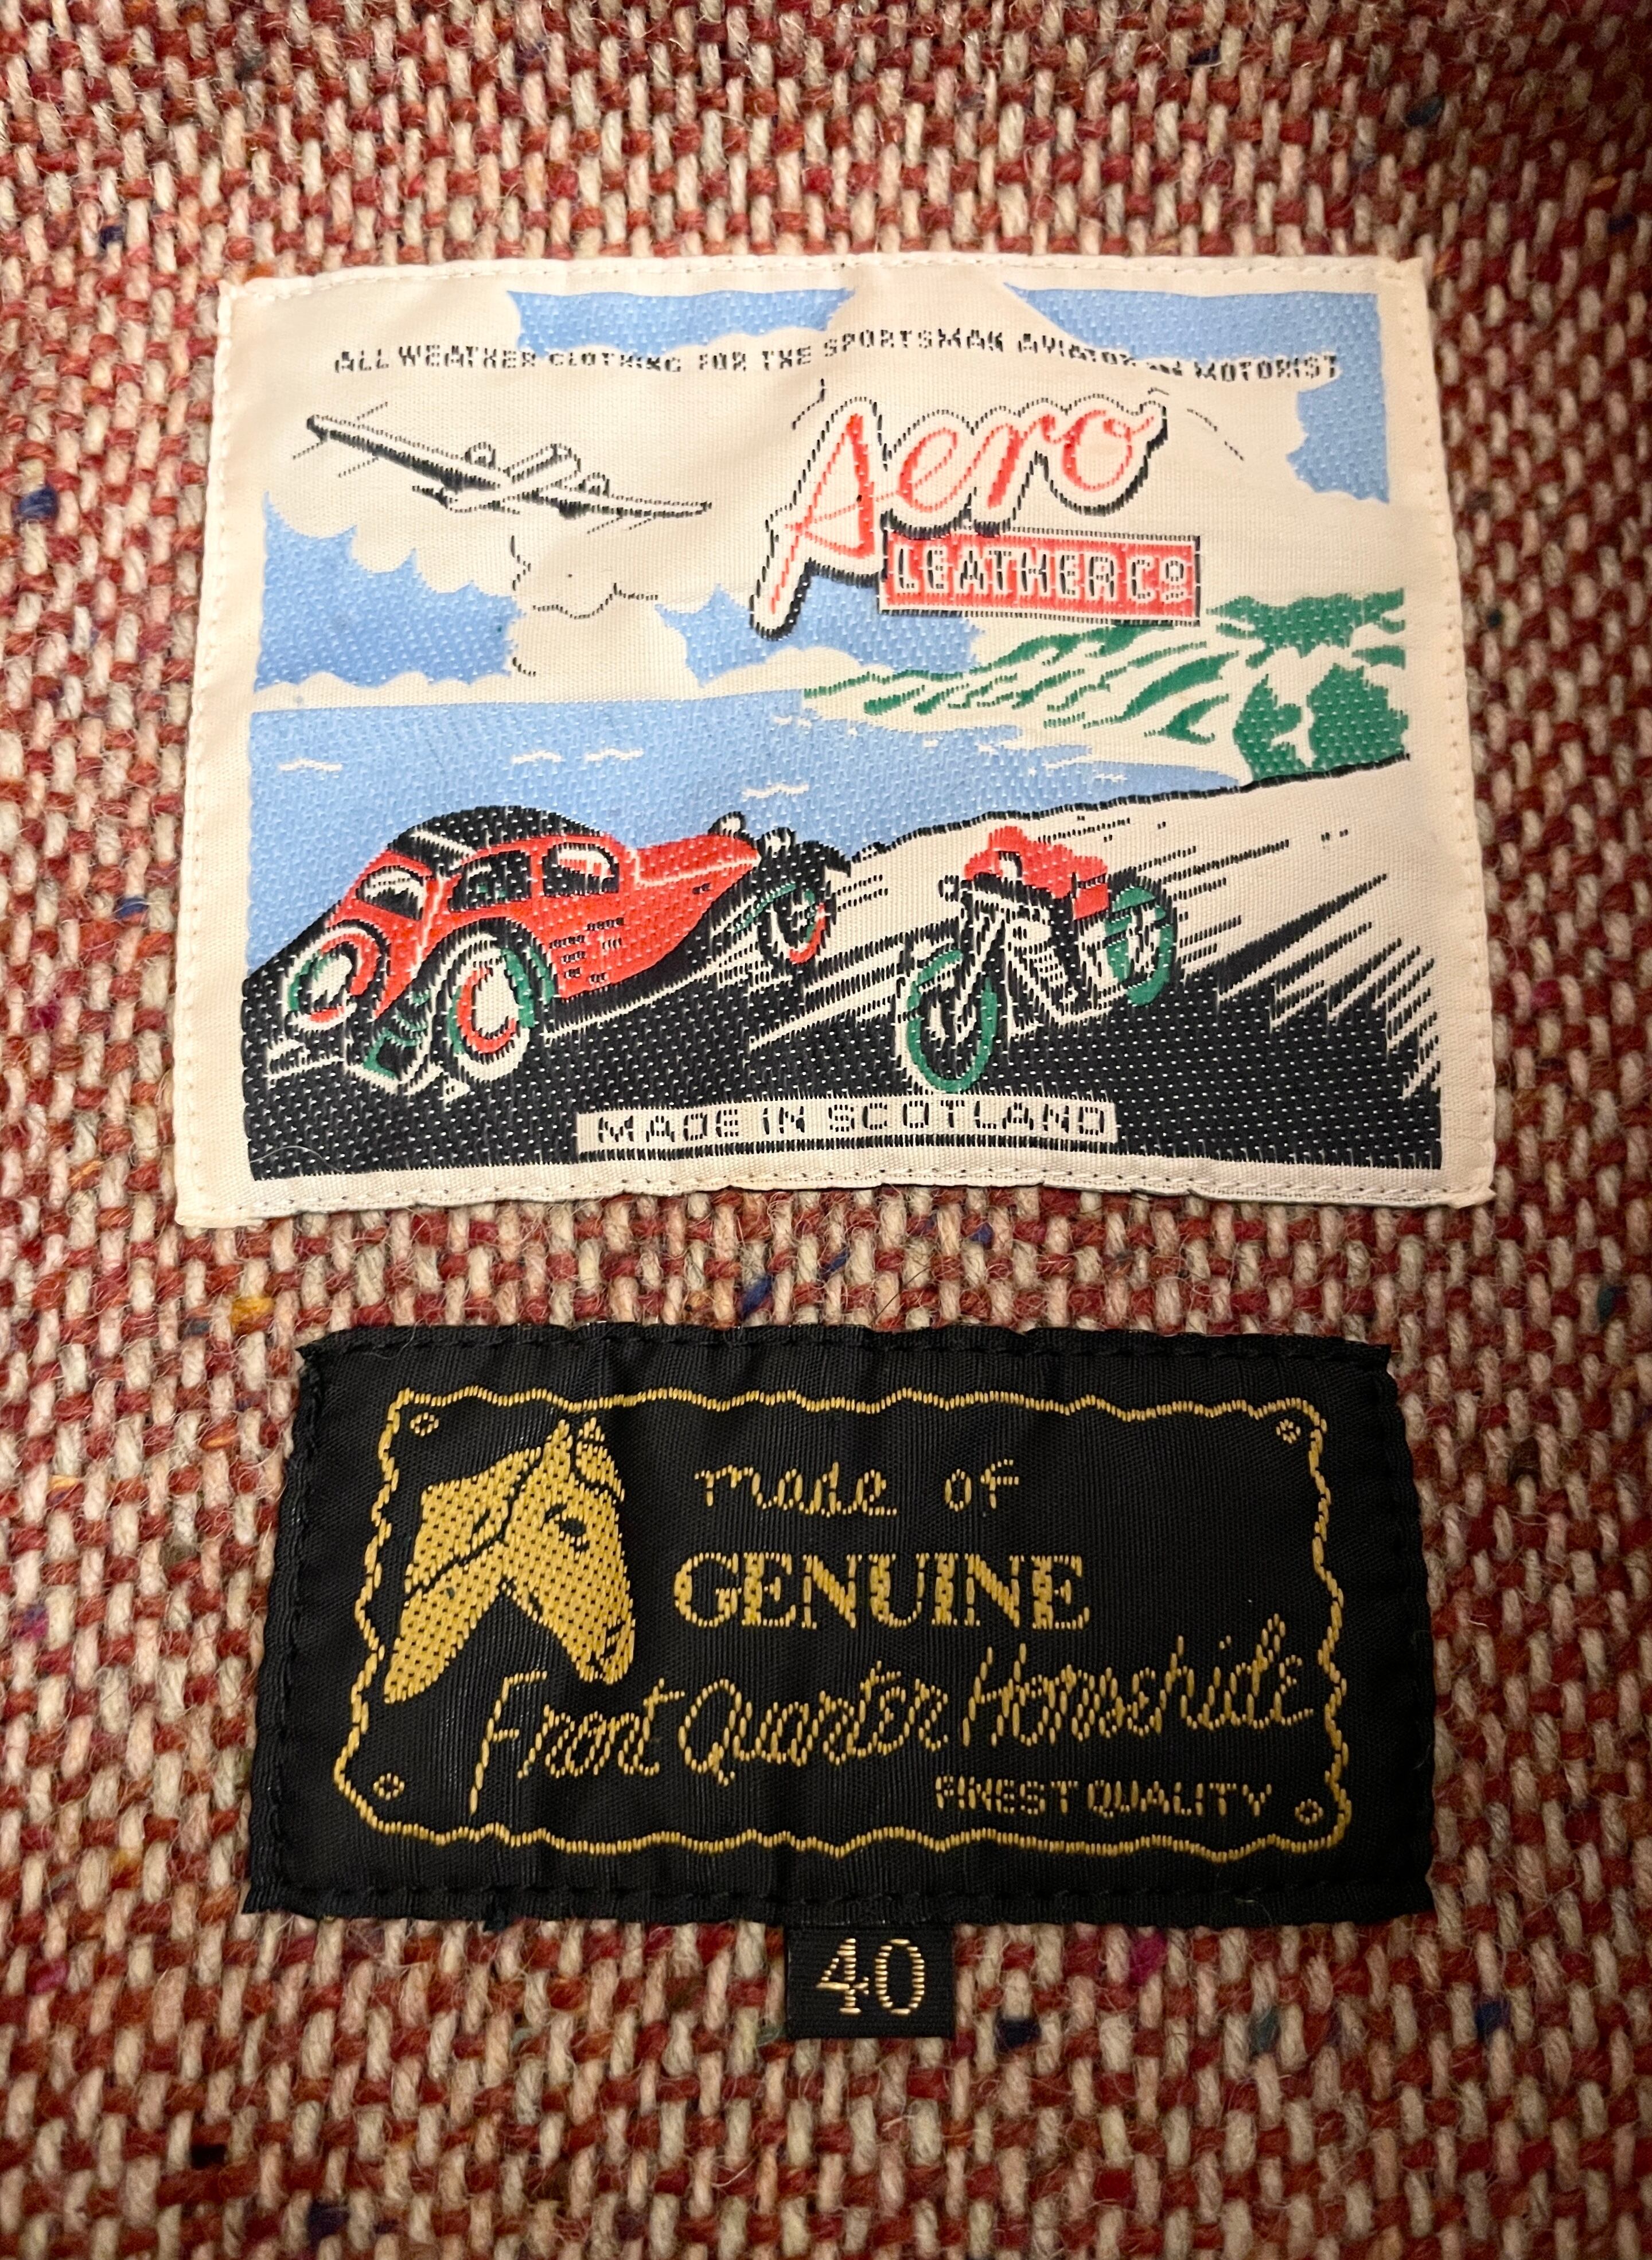 ALL WEATHER CLOTHING FOR THE SPORTSMAN AVIATOR and MOTORIST
Aero
LEATHER Co
MADE IN SCOTLAND
made of
GENUINE
Front Quarter Horsehide
FINEST QUALITY
40